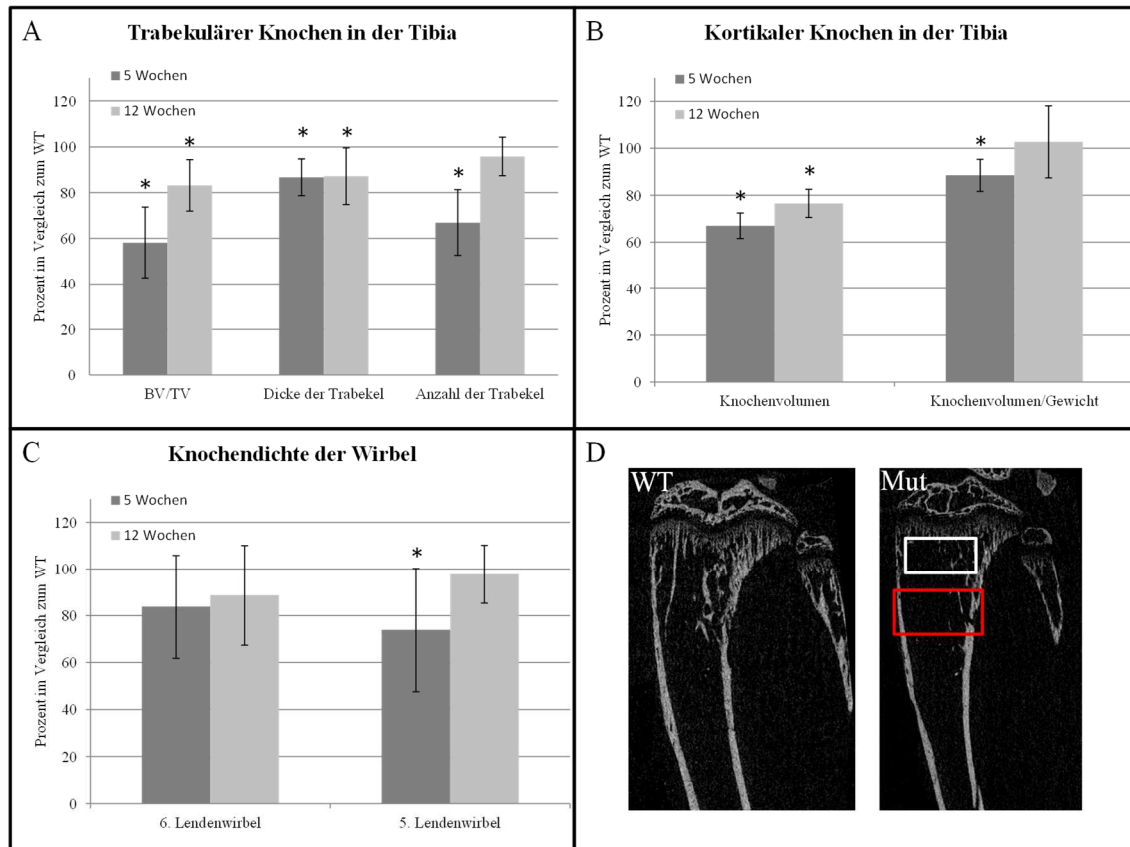 A
Trabekulärer Knochen in der Tibia
5 Wochen
12 Wochen
Prozent im Vergleich zum WT
120
100
80
60
40
20
0
* * * * *
BV/TV
Dicke der Trabekel
Anzahl der Trabekel
B
Kortikaler Knochen in der Tibia
5 Wochen
12 Wochen
Prozent im Vergleich zum WT
120
100
80
60
40
20
0
* * *
Knochenvolumen
Knochenvolumen/Gewicht
C
Knochendichte der Wirbel
5 Wochen
12 Wochen
Prozent im Vergleich zum WT
120
100
80
60
40
20
0
*
6. Lendenwirbel
5. Lendenwirbel
D
WT
Mut